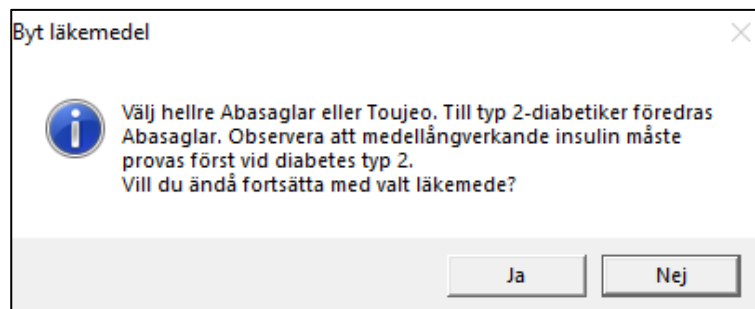 Byt läkemedel
Välj hellre Abasaglar eller Toujeo. Till typ 2-diabetiker föredras
Abasaglar. Observera att medellångverkande insulin måste
provas först vid diabetes typ 2.
Vill du ändå fortsätta med valt läkemede?
Ja
Nej